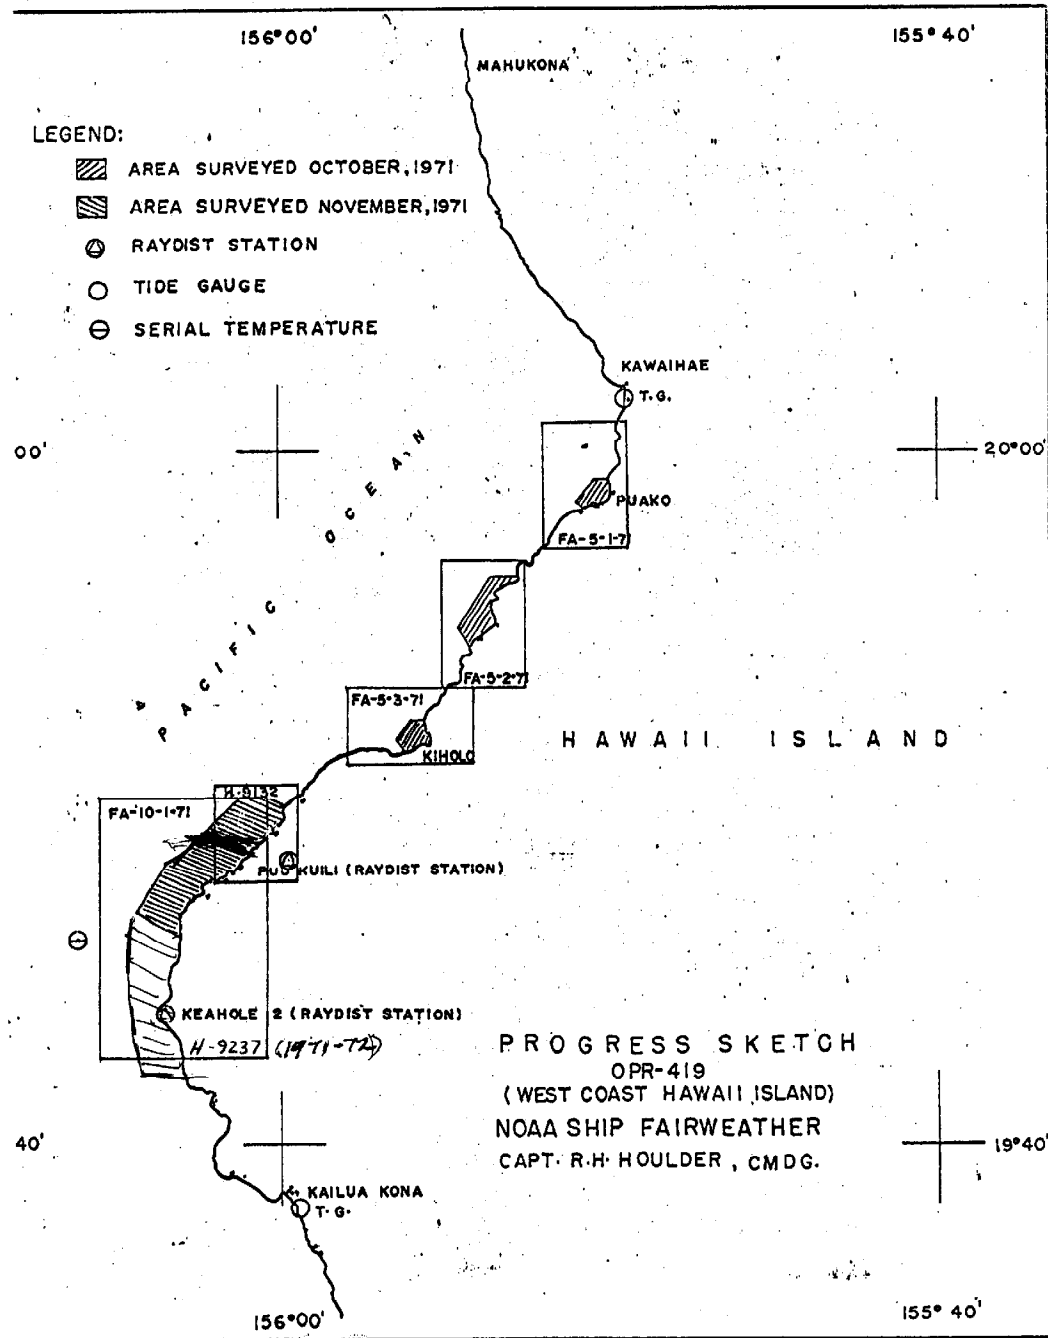 156°00'
155°40'
MAHUKONA
LEGEND:
AREA SURVEYED OCTOBER, 1971
AREA SURVEYED NOVEMBER, 1971
RAYDIST STATION
TIDE GAUGE
SERIAL TEMPERATURE
KAWAIHAE
T.G.
00'
20°00'
PACIFIC OCEAN
PUAKO
FA-5-1-71
FA-5-2-71
FA-5-3-71
KIHOLO
HAWAII ISLAND
H-9132
FA-10-1-71
PUU KUILI (RAYDIST STATION)
KEAHOLE 2 (RAYDIST STATION)
H-9237 (1971-72)
PROGRESS SKETCH
OPR-419
(WEST COAST HAWAII ISLAND)
NOAA SHIP FAIRWEATHER
CAPT. R.H. HOULDER, CMDG.
40'
19°40'
KAILUA KONA
T.G.
156°00'
155°40'